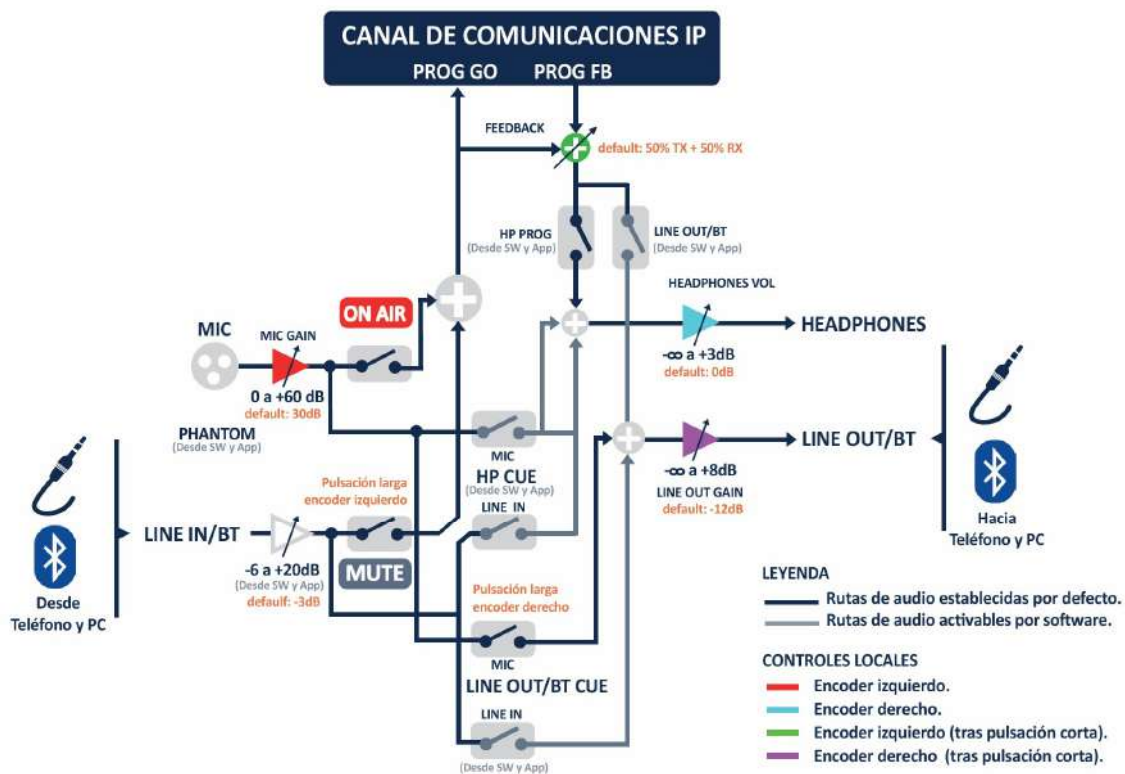 CANAL DE COMUNICACIONES IP
PROG GO PROG FB
FEEDBACK
default: 50% TX + 50% RX
HP PROG
(Desde SW y App)
LINE OUT/BT
(Desde SW y App)
HEADPHONES VOL
ON AIR
MIC
MIC GAIN
HEADPHONES
-∞ a +3dB
default: 0dB
0 a +60 dB
default: 30dB
PHANTOM
(Desde SW y App)
MIC
HP CUE
(Desde SW y App)
LINE OUT/BT
-∞ a +8dB
LINE OUT GAIN
default: -12dB
Hacia
Teléfono y PC
Pulsación larga
encoder izquierdo
LINE IN
LINE IN/BT
-6 a +20dB
(Desde SW y App)
default: -3dB
MUTE
Desde
Teléfono y PC
Pulsación larga
encoder derecho
MIC
LINE OUT/BT CUE
LINE IN
(Desde SW y App)
LEYENDA
Rutas de audio establecidas por defecto.
Rutas de audio activables por software.
CONTROLES LOCALES
Encoder izquierdo.
Encoder derecho.
Encoder izquierdo (tras pulsación corta).
Encoder derecho (tras pulsación corta).